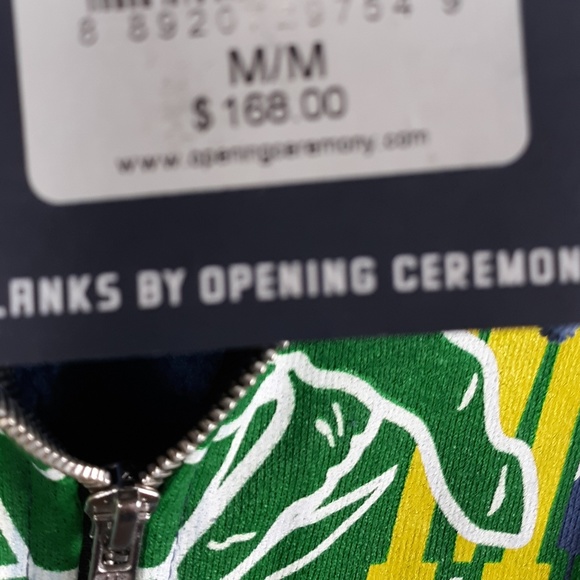 M/M
$168.00
www.openingceremony.com
LANKS BY OPENING CEREMON